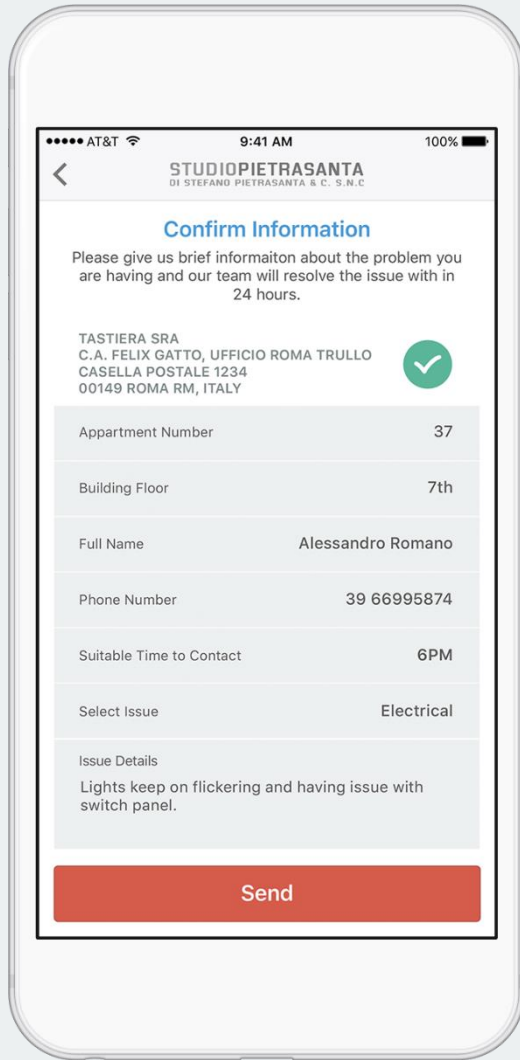 AT&T 9:41 AM 100%
STUDIOPIETRASANTA
DI STEFANO PIETRASANTA & C. S.N.C
Confirm Information
Please give us brief informaiton about the problem you
are having and our team will resolve the issue with in
24 hours.
TASTIERA SRA
C.A. FELIX GATTO, UFFICIO ROMA TRULLO
CASELLA POSTALE 1234
00149 ROMA RM, ITALY
Appartment Number 37
Building Floor 7th
Full Name Alessandro Romano
Phone Number 39 66995874
Suitable Time to Contact 6PM
Select Issue Electrical
Issue Details
Lights keep on flickering and having issue with
switch panel.
Send